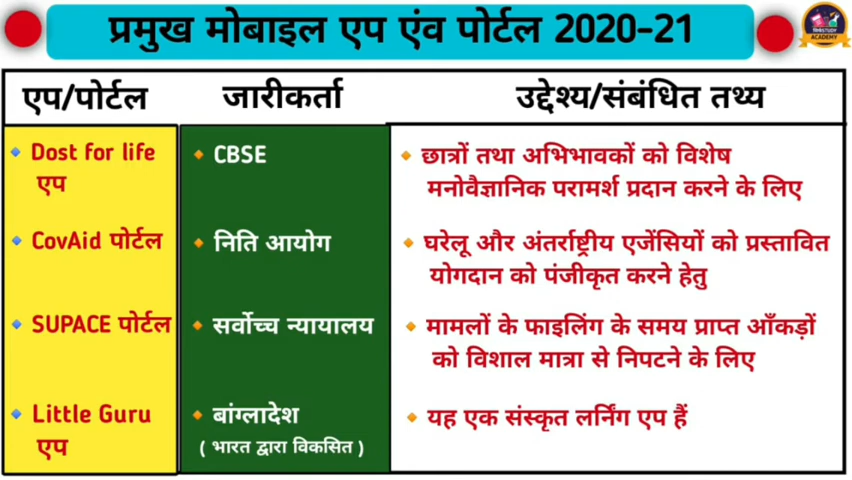 प्रमुख मोबाइल एप एंव पोर्टल 2020-21
RMBSTUDY
ACADEMY
एप/पोर्टल जारीकर्ता उद्देश्य/संबंधित तथ्य
Dost for life CBSE छात्रों तथा अभिभावकों को विशेष
एप मनोवैज्ञानिक परामर्श प्रदान करने के लिए
CovAid पोर्टल निति आयोग घरेलू और अंतर्राष्ट्रीय एजेंसियों को प्रस्तावित
योगदान को पंजीकृत करने हेतु
SUPACE पोर्टल सर्वोच्च न्यायालय मामलों के फाइलिंग के समय प्राप्त आँकड़ों
को विशाल मात्रा से निपटने के लिए
Little Guru बांग्लादेश यह एक संस्कृत लर्निंग एप हैं
एप ( भारत द्वारा विकसित )